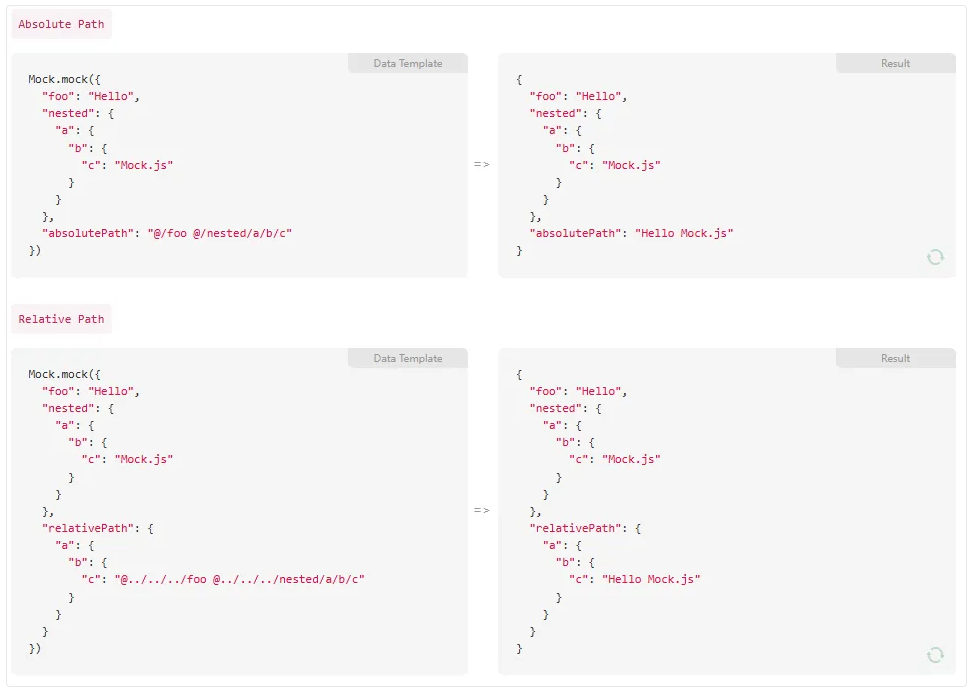 Absolute Path
Data Template
Mock.mock({
  "foo": "Hello",
  "nested": {
    "a": {
      "b": {
        "c": "Mock.js"
      }
    }
  },
  "absolutePath": "@/foo @/nested/a/b/c"
})
=>
Result
{
  "foo": "Hello",
  "nested": {
    "a": {
      "b": {
        "c": "Mock.js"
      }
    }
  },
  "absolutePath": "Hello Mock.js"
}
Relative Path
Data Template
Mock.mock({
  "foo": "Hello",
  "nested": {
    "a": {
      "b": {
        "c": "Mock.js"
      }
    }
  },
  "relativePath": {
    "a": {
      "b": {
        "c": "@../../../foo @../../../nested/a/b/c"
      }
    }
  }
})
=>
Result
{
  "foo": "Hello",
  "nested": {
    "a": {
      "b": {
        "c": "Mock.js"
      }
    }
  },
  "relativePath": {
    "a": {
      "b": {
        "c": "Hello Mock.js"
      }
    }
  }
}